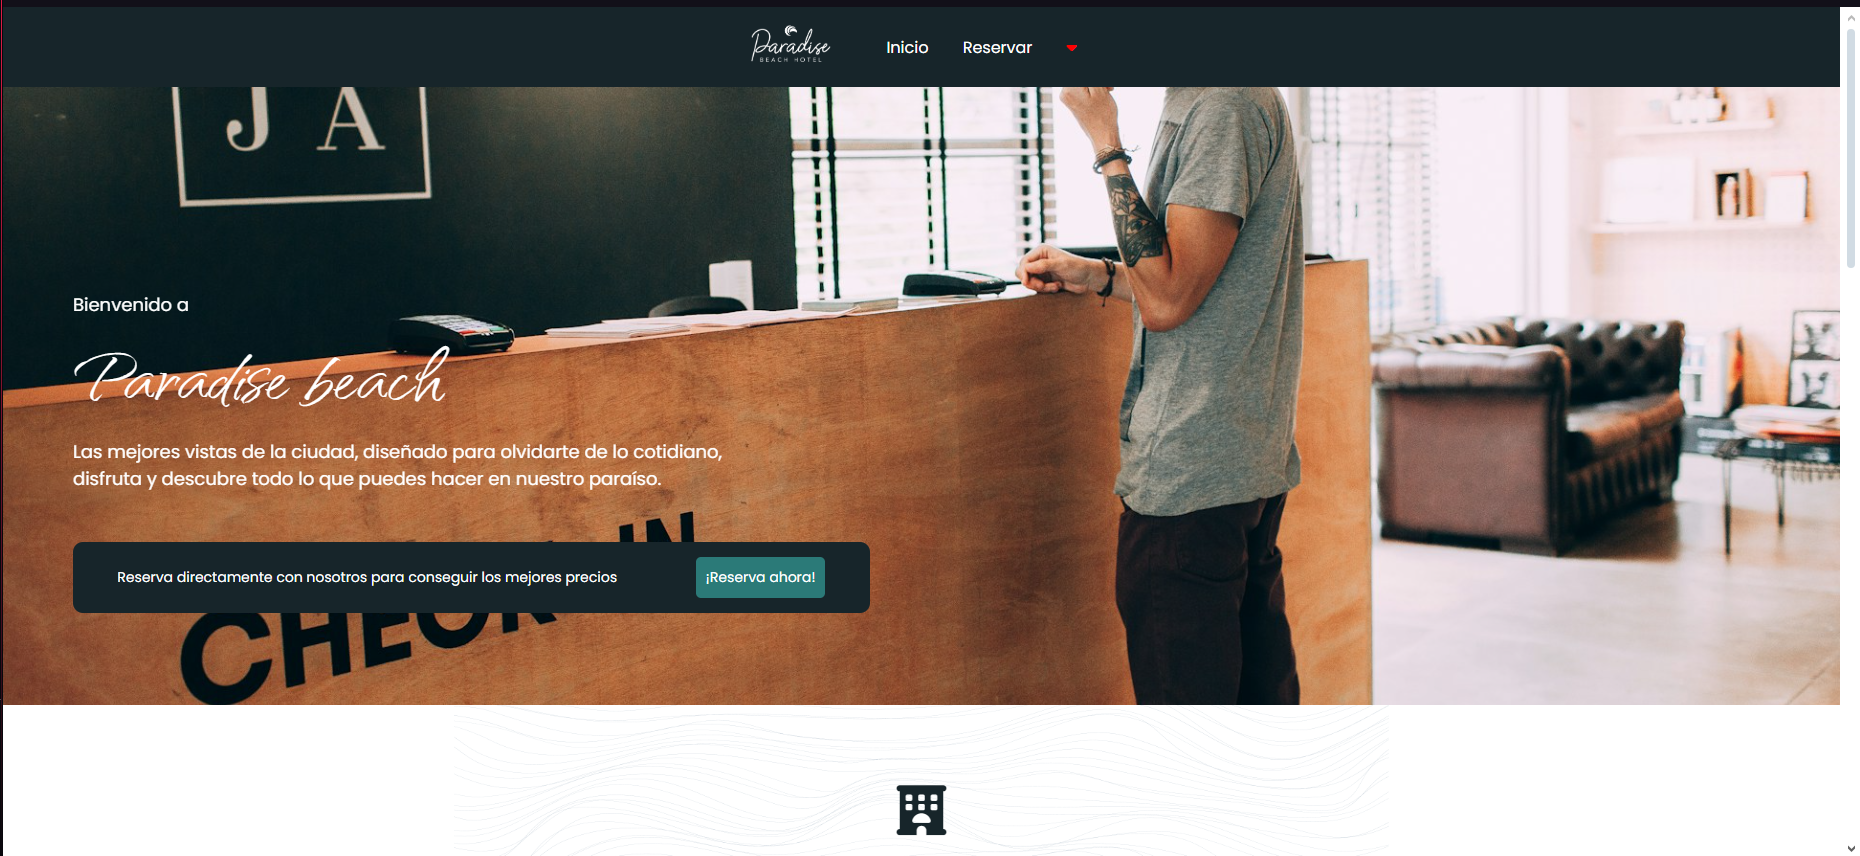 Paradise
BEACH HOTEL
Inicio
Reservar
J A
Bienvenido a
Paradise beach
Las mejores vistas de la ciudad, diseñado para olvidarte de lo cotidiano,
disfruta y descubre todo lo que puedes hacer en nuestro paraíso.
Reserva directamente con nosotros para conseguir los mejores precios
¡Reserva ahora!
CHECK-IN